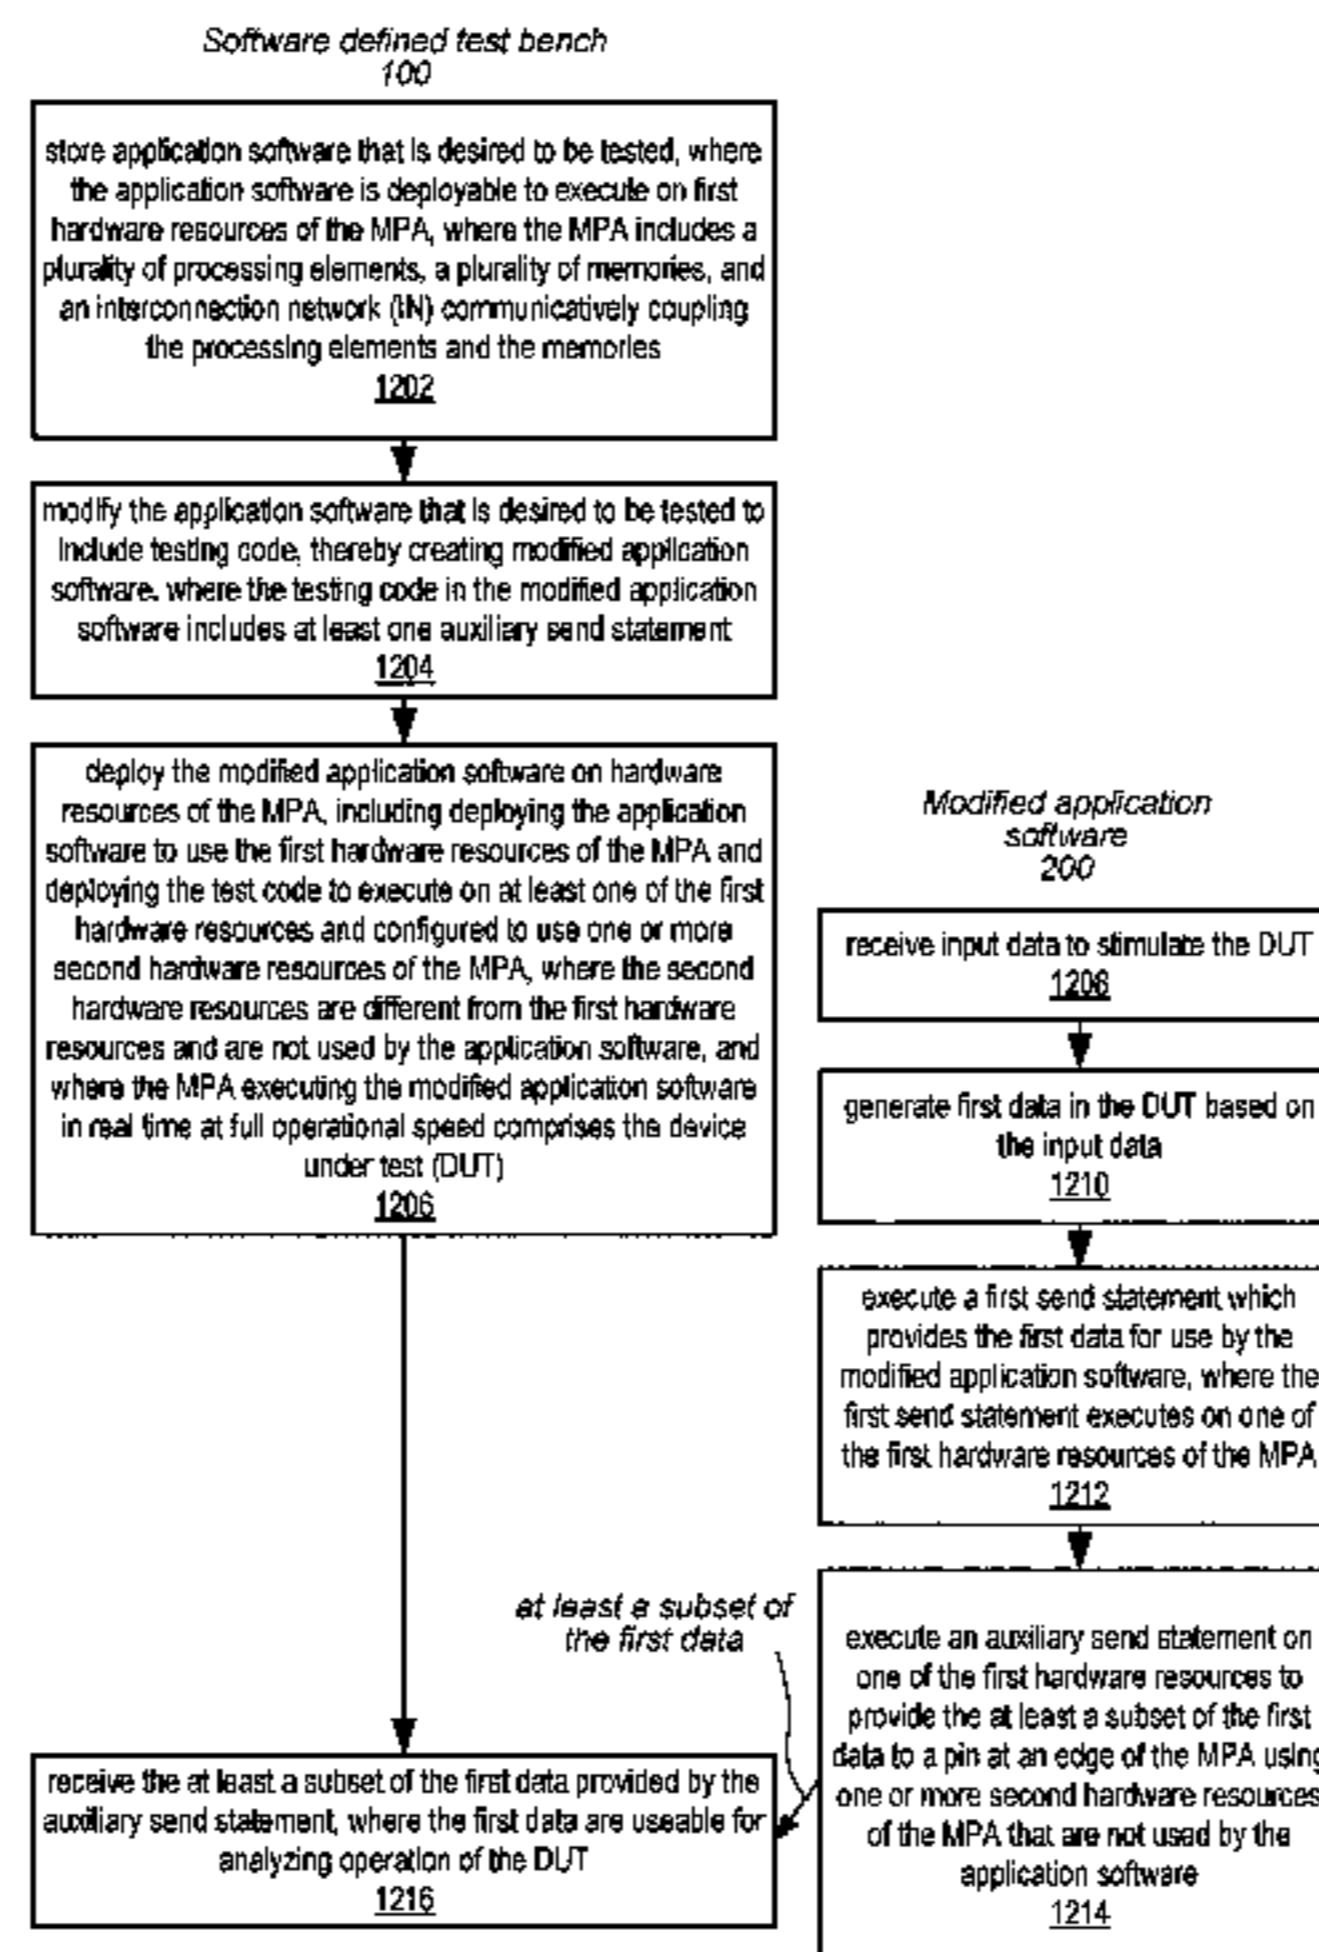 Software defined test bench
100
store application software that is desired to be tested, where
the application software is deployable to execute on first
hardware resources of the MPA, where the MPA includes a
plurality of processing elements, a plurality of memories, and
an interconnection network (IN) communicatively coupling
the processing elements and the memories
1202
modify the application software that is desired to be tested to
include testing code, thereby creating modified application
software, where the testing code in the modified application
software includes at least one auxiliary send statement
1204
deploy the modified application software on hardware
resources of the MPA, including deploying the application
software to use the first hardware resources of the MPA and
deploying the test code to execute on at least one of the first
hardware resources and configured to use one or more
second hardware resources of the MPA, where the second
hardware resources are different from the first hardware
resources and are not used by the application software, and
where the MPA executing the modified application software
in real time at full operational speed comprises the device
under test (DUT)
1206
Modified application
software
200
receive input data to stimulate the DUT
1208
generate first data in the DUT based on
the input data
1210
execute a first send statement which
provides the first data for use by the
modified application software, where the
first send statement executes on one of
the first hardware resources of the MPA
1212
at least a subset of
the first data
execute an auxiliary send statement on
one of the first hardware resources to
provide the at least a subset of the first
data to a pin at an edge of the MPA using
one or more second hardware resources
of the MPA that are not used by the
application software
1214
receive the at least a subset of the first data provided by the
auxiliary send statement, where the first data are useable for
analyzing operation of the DUT
1216